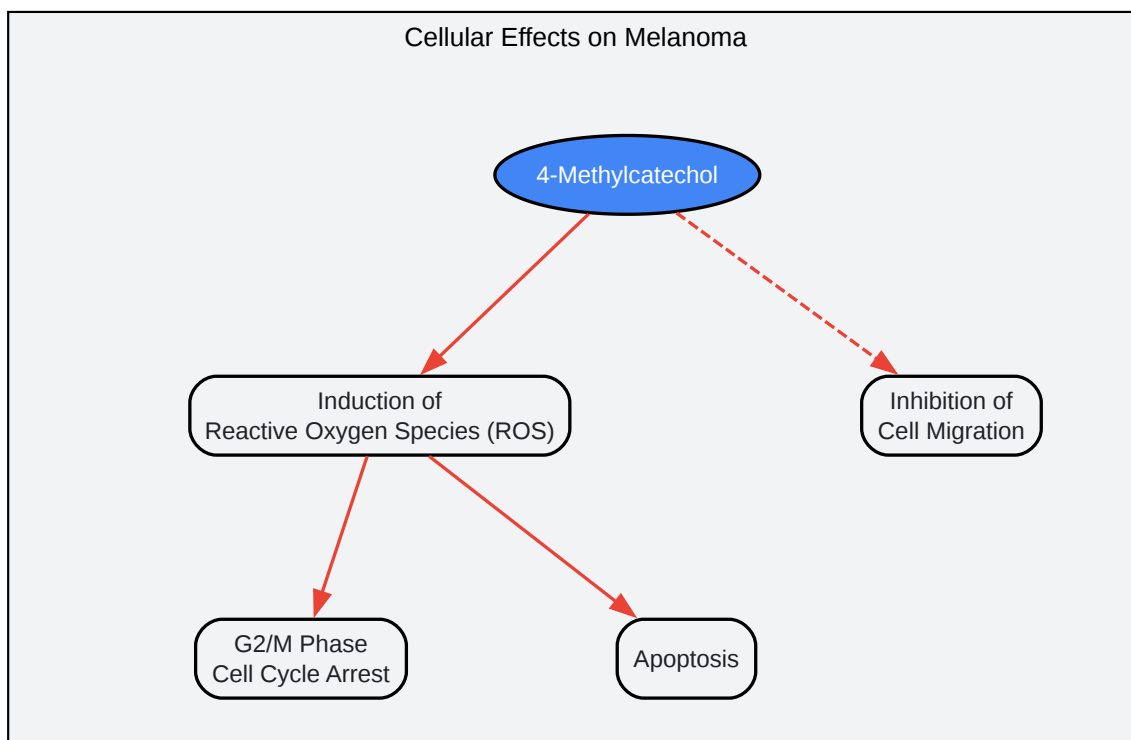 Cellular Effects on Melanoma
4-Methylcatechol
Induction of
Reactive Oxygen Species (ROS)
Inhibition of
Cell Migration
G2/M Phase
Cell Cycle Arrest
Apoptosis